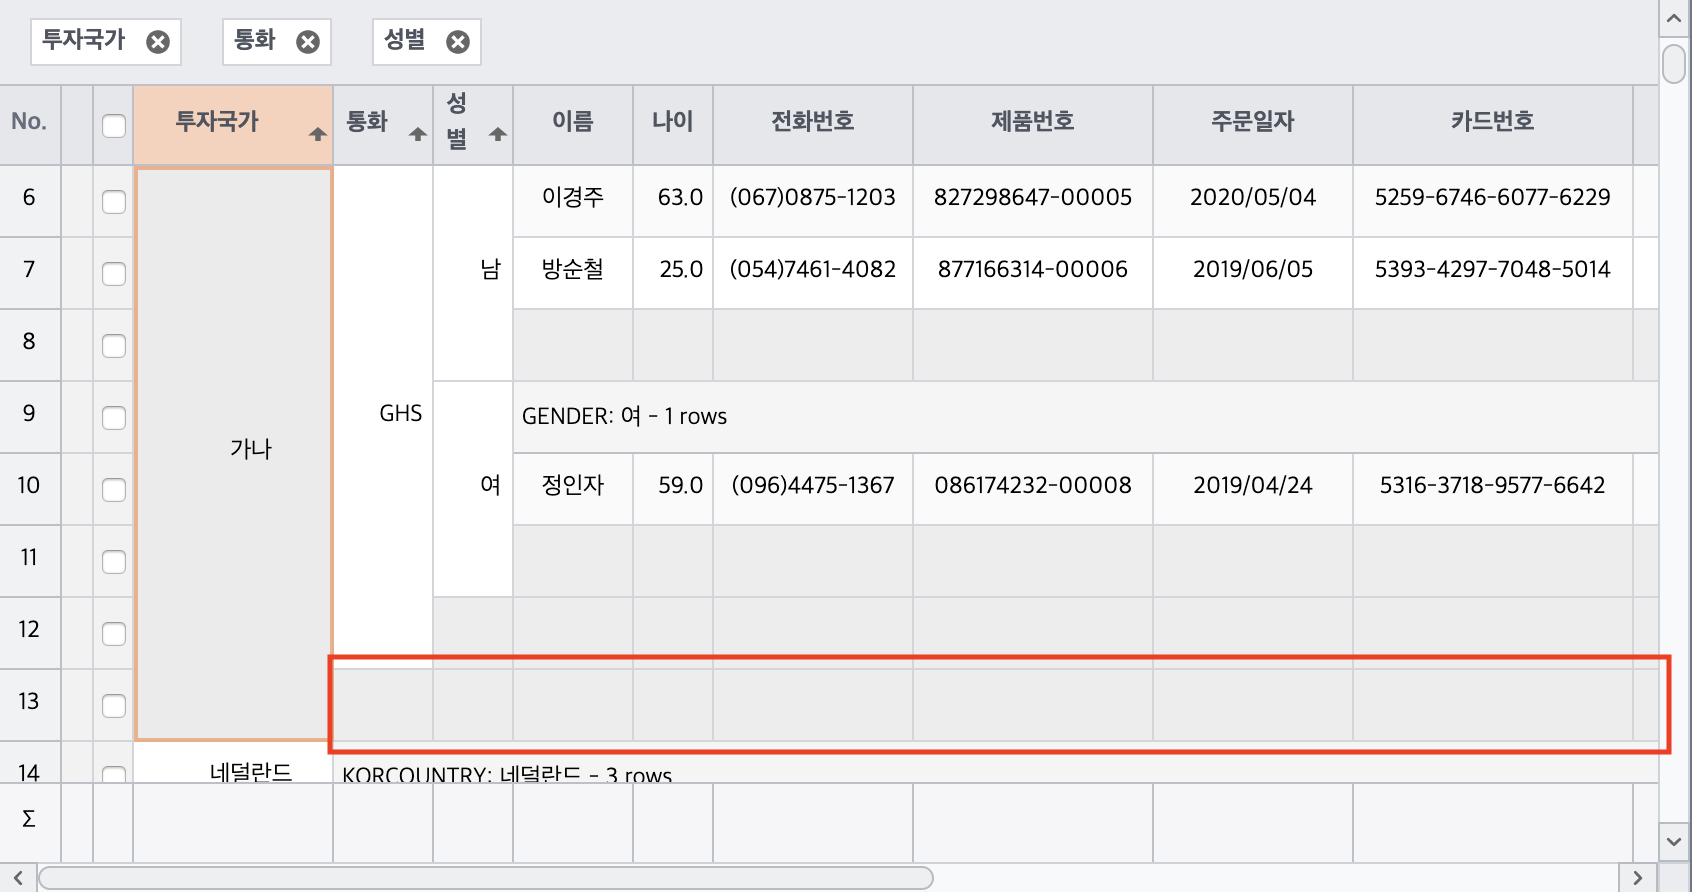 투자국가 통화 성별
No. 투자국가 통화 성별 이름 나이 전화번호 제품번호 주문일자 카드번호
6 이경주 63.0 (067)0875-1203 827298647-00005 2020/05/04 5259-6746-6077-6229
7 남 방순철 25.0 (054)7461-4082 877166314-00006 2019/06/05 5393-4297-7048-5014
8
9 GHS GENDER: 여 - 1 rows
가나
10 여 정인자 59.0 (096)4475-1367 086174232-00008 2019/04/24 5316-3718-9577-6642
11
12
13
14 네덜란드 KORCOUNTRY: 네덜란드 - 3 rows
Σ